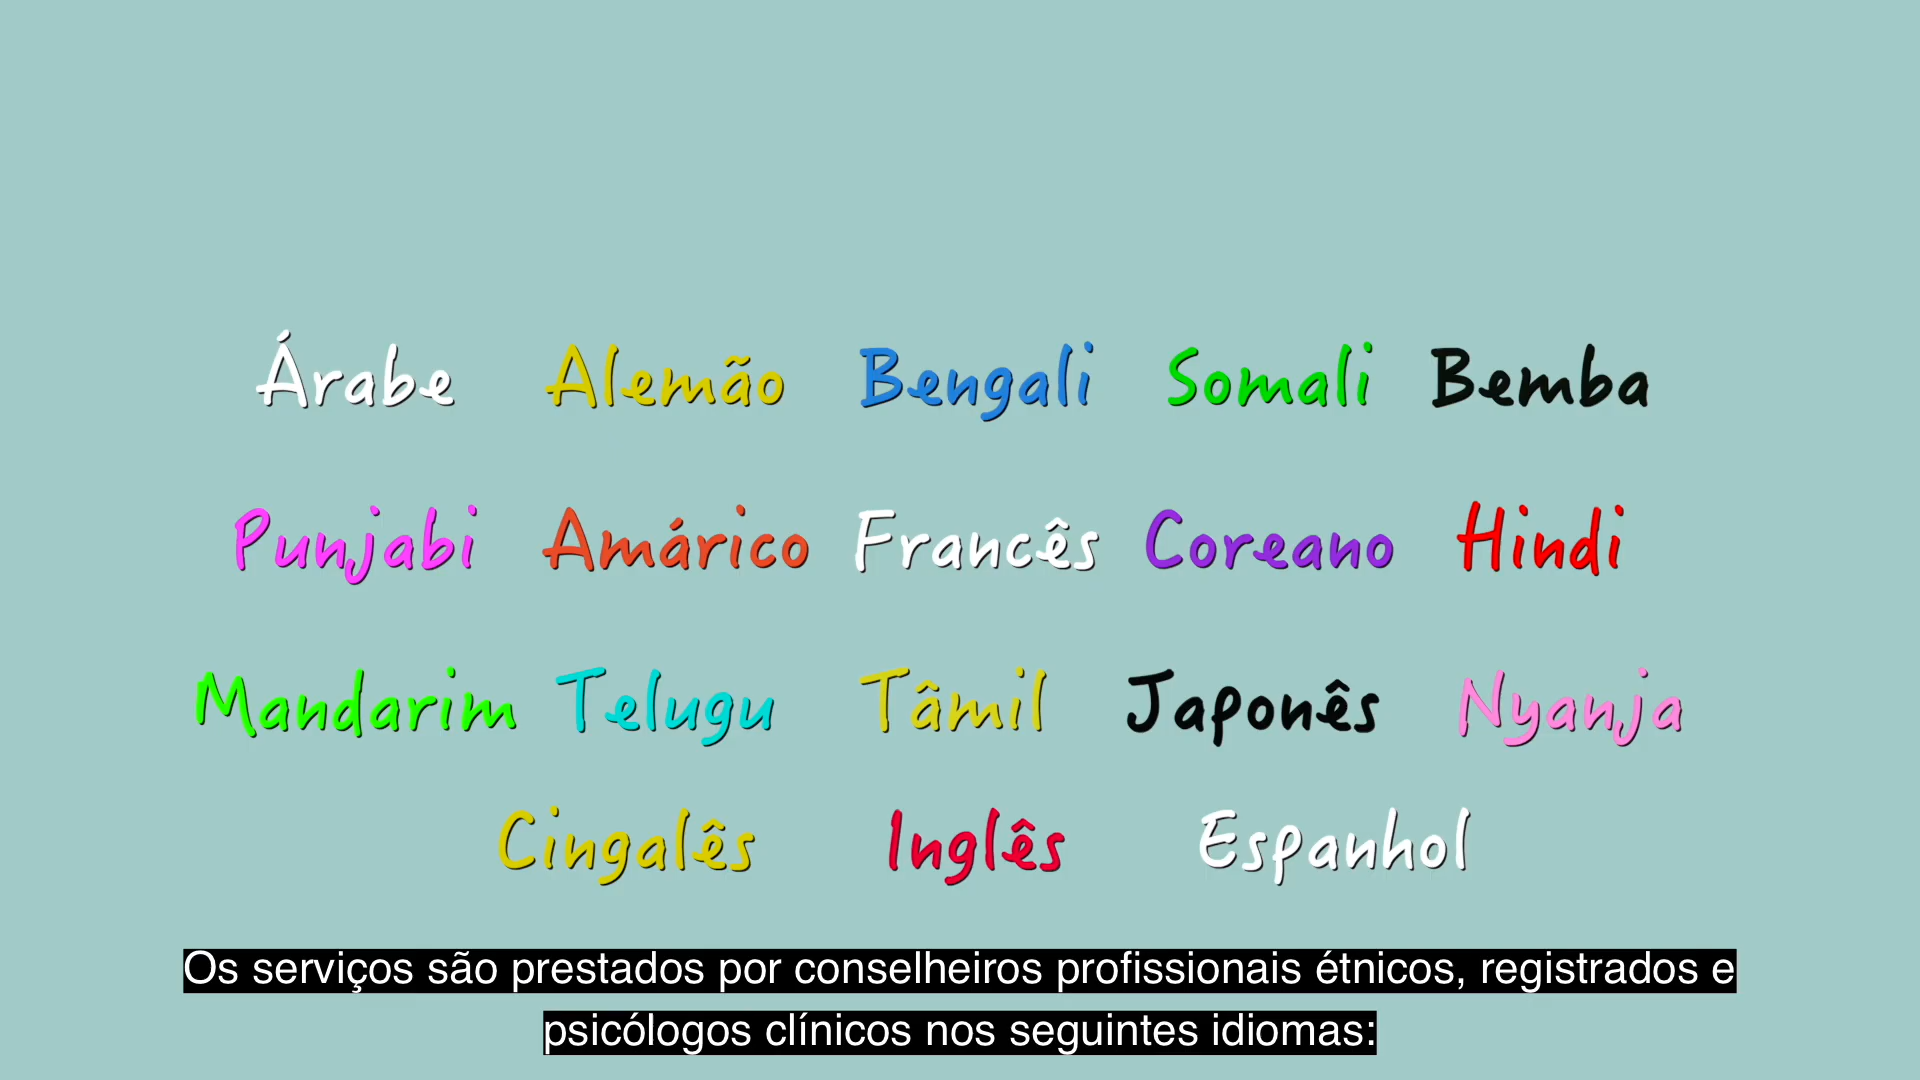 Árabe Alemão Bengali Somali Bemba
Punjabi Amárico Francês Coreano Hindi
Mandarim Telugu Tâmil Japonês Nyanja
Cingalês Inglês Espanhol
Os serviços são prestados por conselheiros profissionais étnicos, registrados e
psicólogos clínicos nos seguintes idiomas: